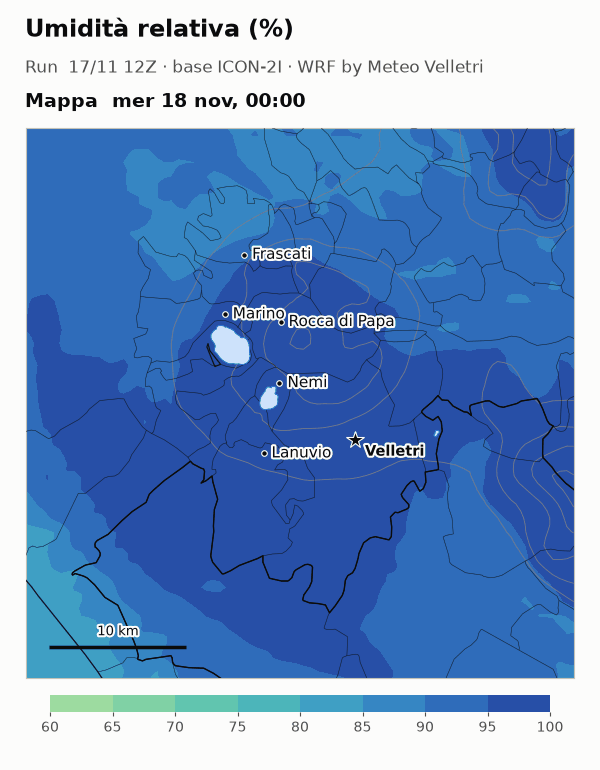 Umidità relativa (%)
Run  17/11 12Z · base ICON-2I · WRF by Meteo Velletri
Mappa  mer 18 nov, 00:00
Frascati
Marino
Rocca di Papa
Nemi
Velletri
Lanuvio
10 km
60 65 70 75 80 85 90 95 100